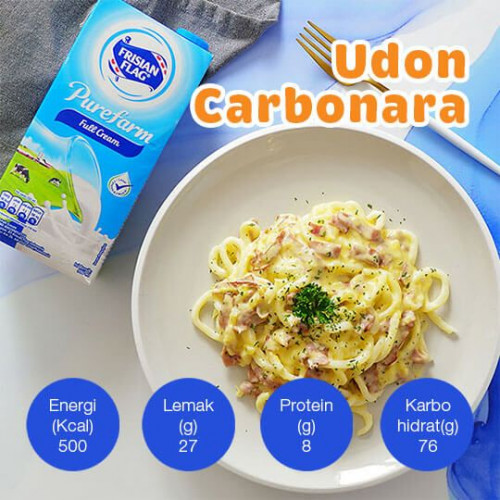 Udon
Carbonara
FRISIAN
FLAG
Purefarm
Full Cream
Energi
(Kcal)
500
Lemak
(g)
27
Protein
(g)
8
Karbo
hidrat(g)
76